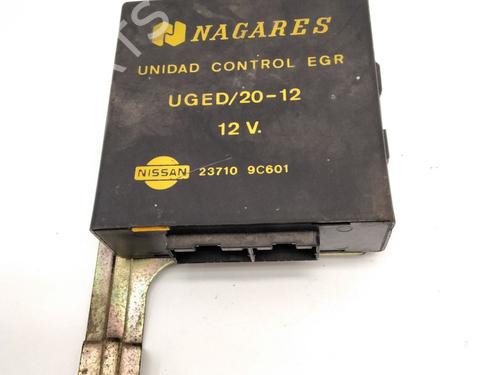 NAGARES
UNIDAD CONTROL EGR
UGED/20-12
12 V.
NISSAN 23710 9C601